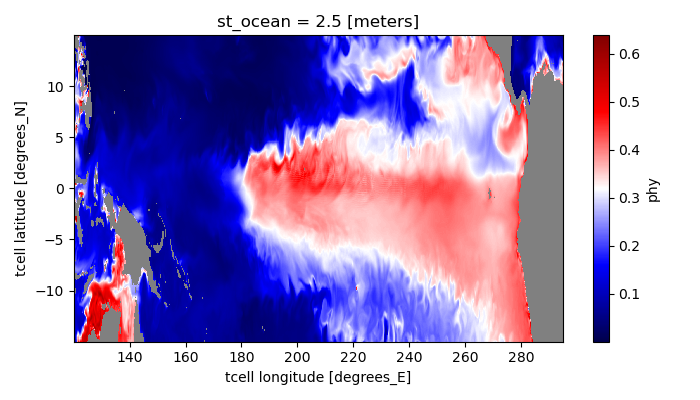 st_ocean = 2.5 [meters]
10
5
0
−5
−10
tcell latitude [degrees_N]
140 160 180 200 220 240 260 280
tcell longitude [degrees_E]
0.6
0.5
0.4
0.3
0.2
0.1
phy